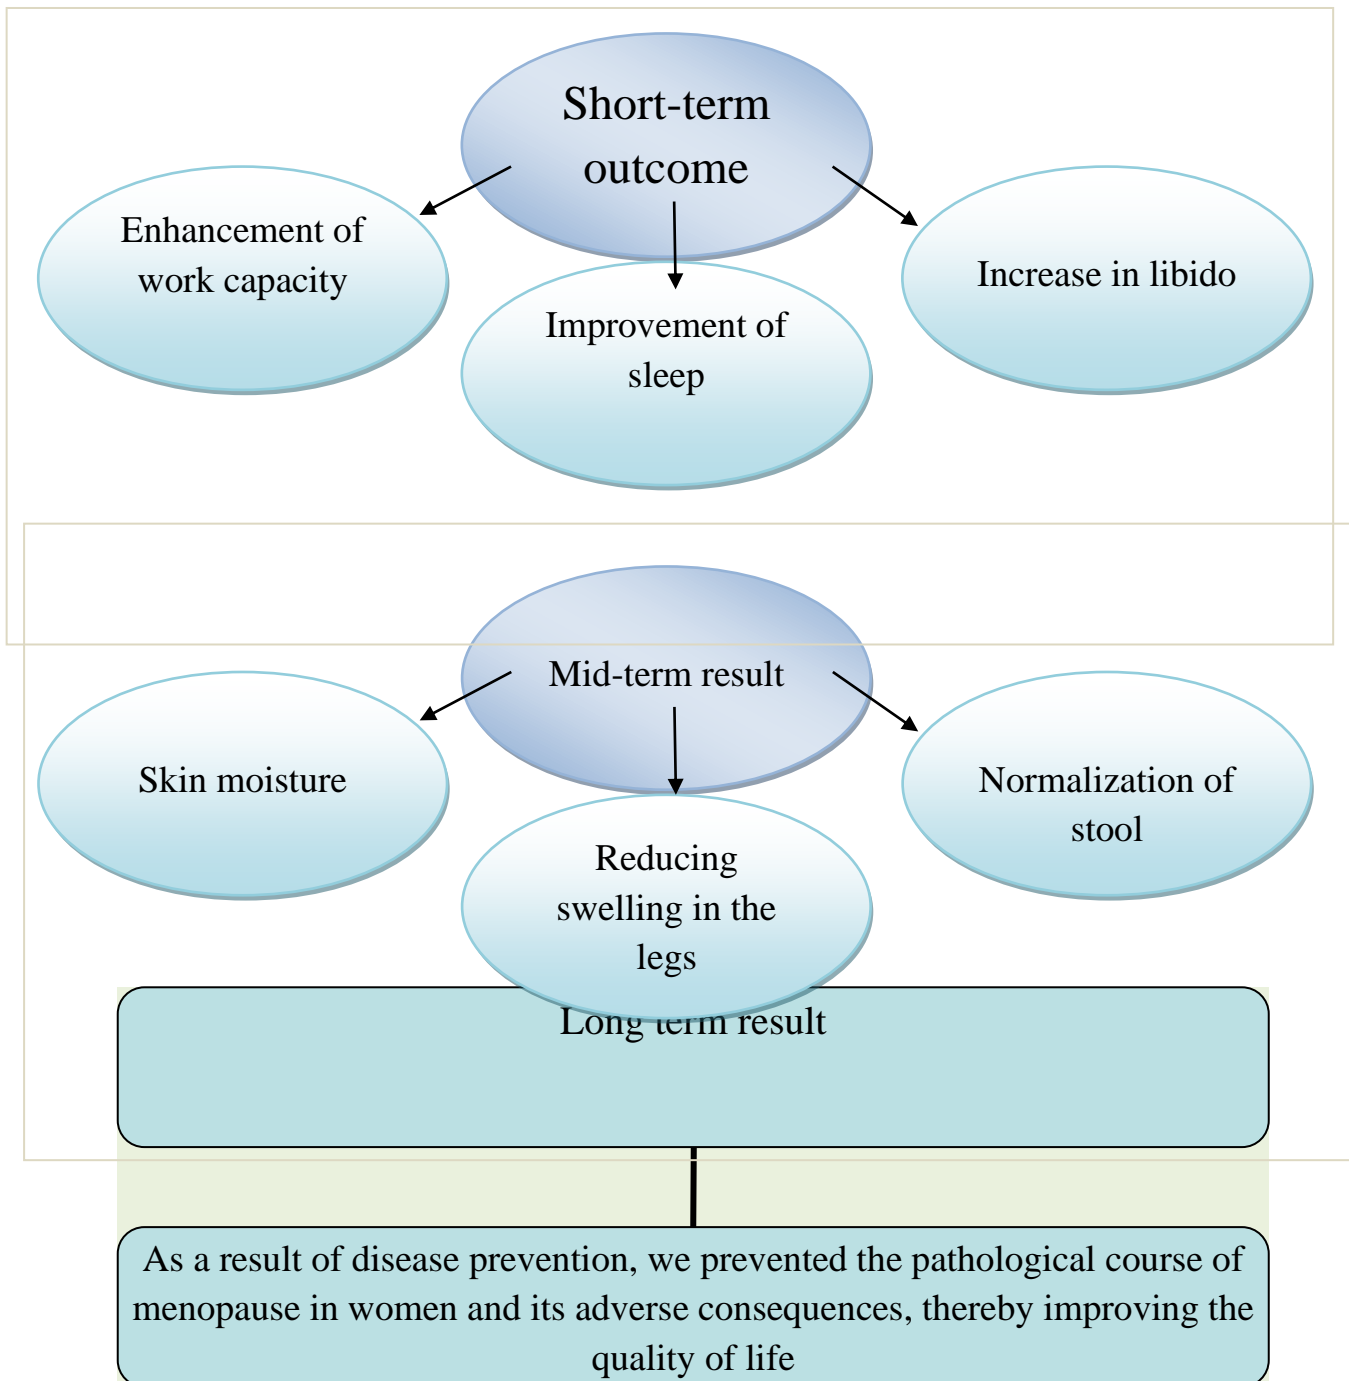 Short-term
outcome
Enhancement of
work capacity
Improvement of
sleep
Increase in libido
Mid-term result
Skin moisture
Reducing
swelling in the
legs
Normalization of
stool
Long term result
As a result of disease prevention, we prevented the pathological course of
menopause in women and its adverse consequences, thereby improving the
quality of life